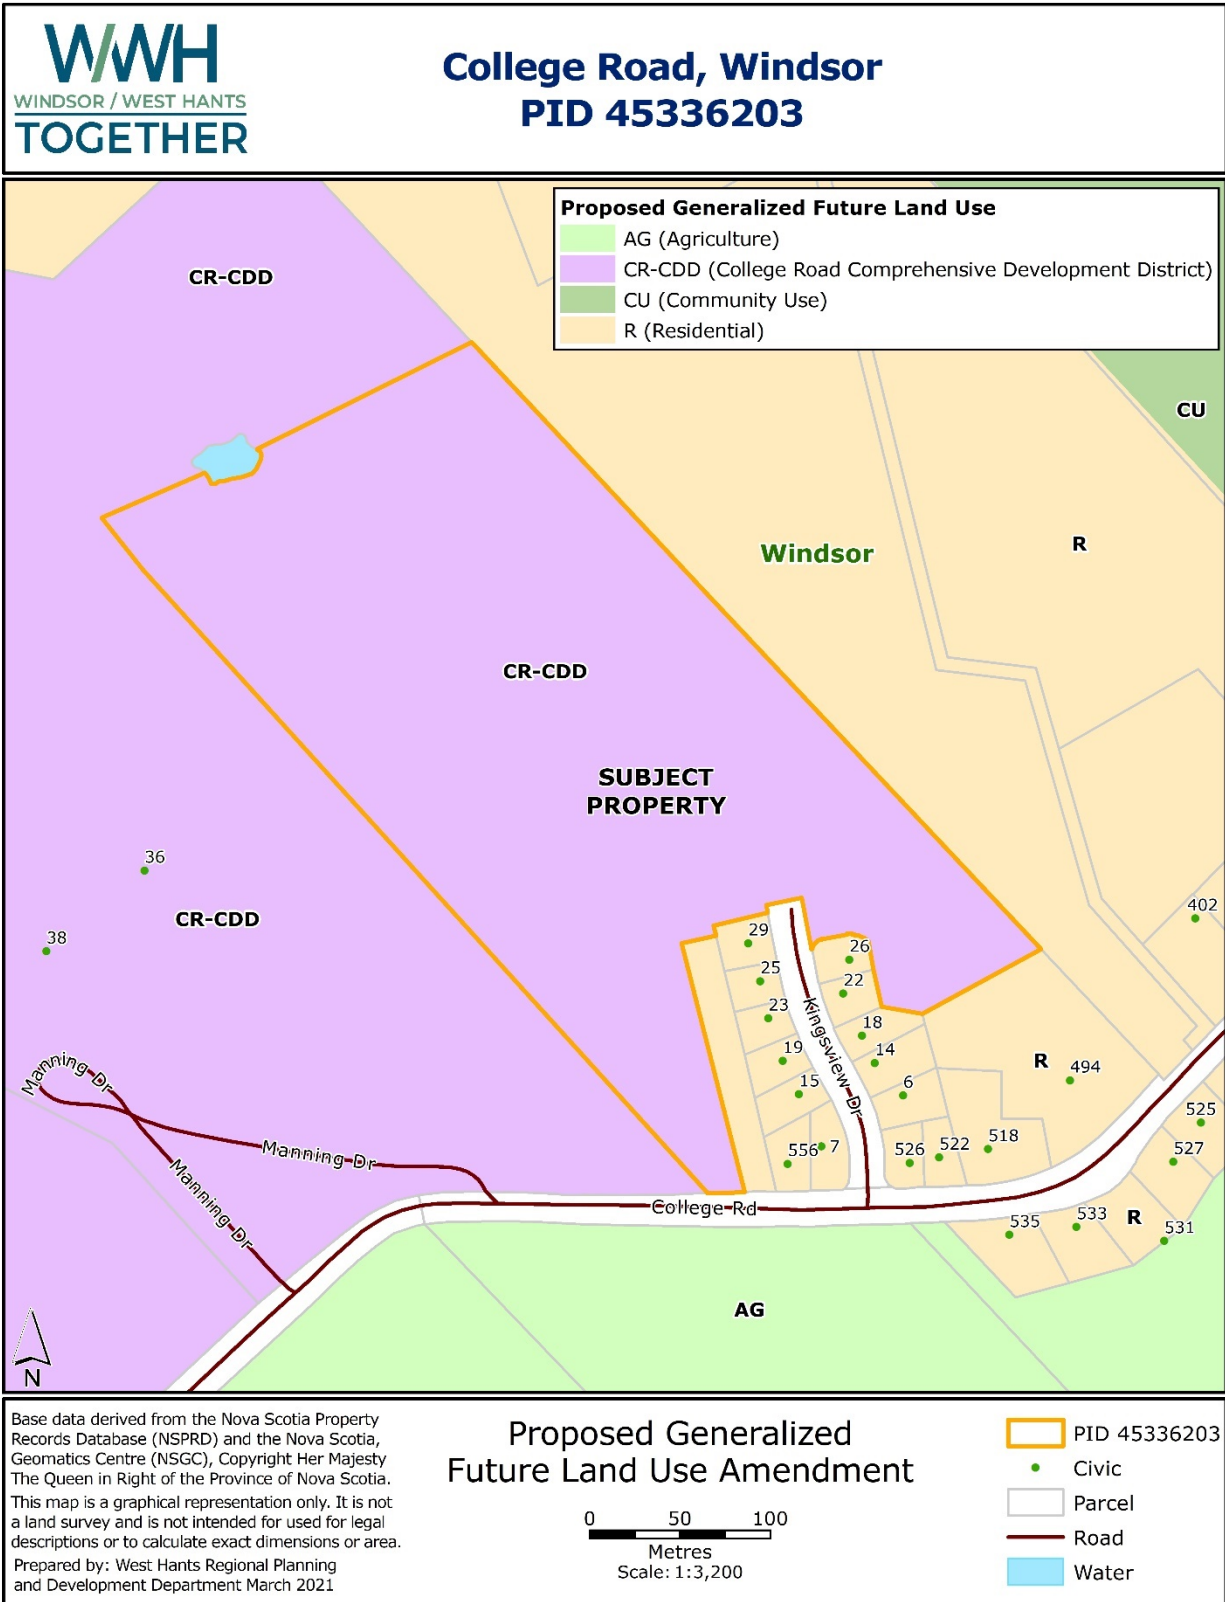 WWH
WINDSOR / WEST HANTS
TOGETHER
College Road, Windsor
PID 45336203
Proposed Generalized Future Land Use
AG (Agriculture)
CR-CDD (College Road Comprehensive Development District)
CU (Community Use)
R (Residential)
CR-CDD
CU
R
Windsor
CR-CDD
SUBJECT
PROPERTY
36
CR-CDD
38
402
29
26
25
22
23
18
19
14
15
6
Kingsview Dr
R
494
525
7
556
526
522
518
527
Manning Dr
Manning Dr
Manning Dr
College Rd
535
533
R
531
AG
N
Base data derived from the Nova Scotia Property
Records Database (NSPRD) and the Nova Scotia,
Geomatics Centre (NSGC), Copyright Her Majesty
The Queen in Right of the Province of Nova Scotia.
This map is a graphical representation only. It is not
a land survey and is not intended for used for legal
descriptions or to calculate exact dimensions or area.
Prepared by: West Hants Regional Planning
and Development Department March 2021
Proposed Generalized
Future Land Use Amendment
0 50 100
Metres
Scale: 1:3,200
PID 45336203
Civic
Parcel
Road
Water